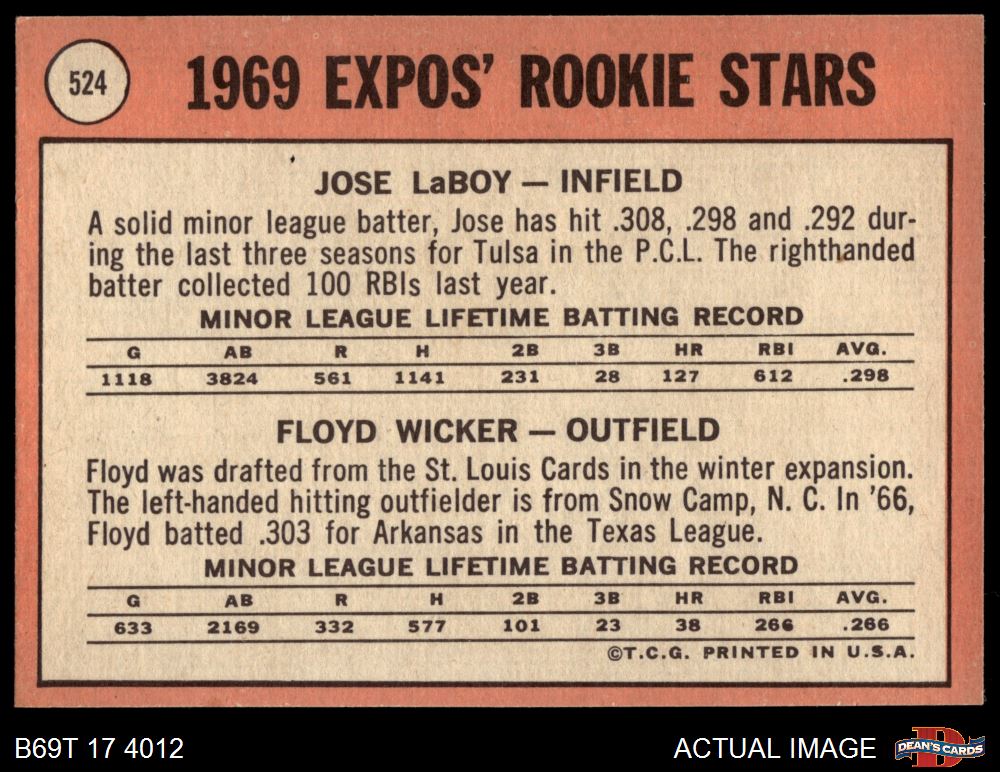 524
1969 EXPOS' ROOKIE STARS
JOSE LaBOY — INFIELD
A solid minor league batter, Jose has hit .308, .298 and .292 dur-
ing the last three seasons for Tulsa in the P.C.L. The righthanded
batter collected 100 RBIs last year.
MINOR LEAGUE LIFETIME BATTING RECORD
G AB R H 2B 3B HR RBI AVG.
1118 3824 561 1141 231 28 127 612 .298
FLOYD WICKER — OUTFIELD
Floyd was drafted from the St. Louis Cards in the winter expansion.
The left-handed hitting outfielder is from Snow Camp, N. C. In '66,
Floyd batted .303 for Arkansas in the Texas League.
MINOR LEAGUE LIFETIME BATTING RECORD
G AB R H 2B 3B HR RBI AVG.
633 2169 332 577 101 23 38 266 .266
©T.C.G. PRINTED IN U.S.A.
B69T 17 4012
ACTUAL IMAGE
D
DEAN'S CARDS